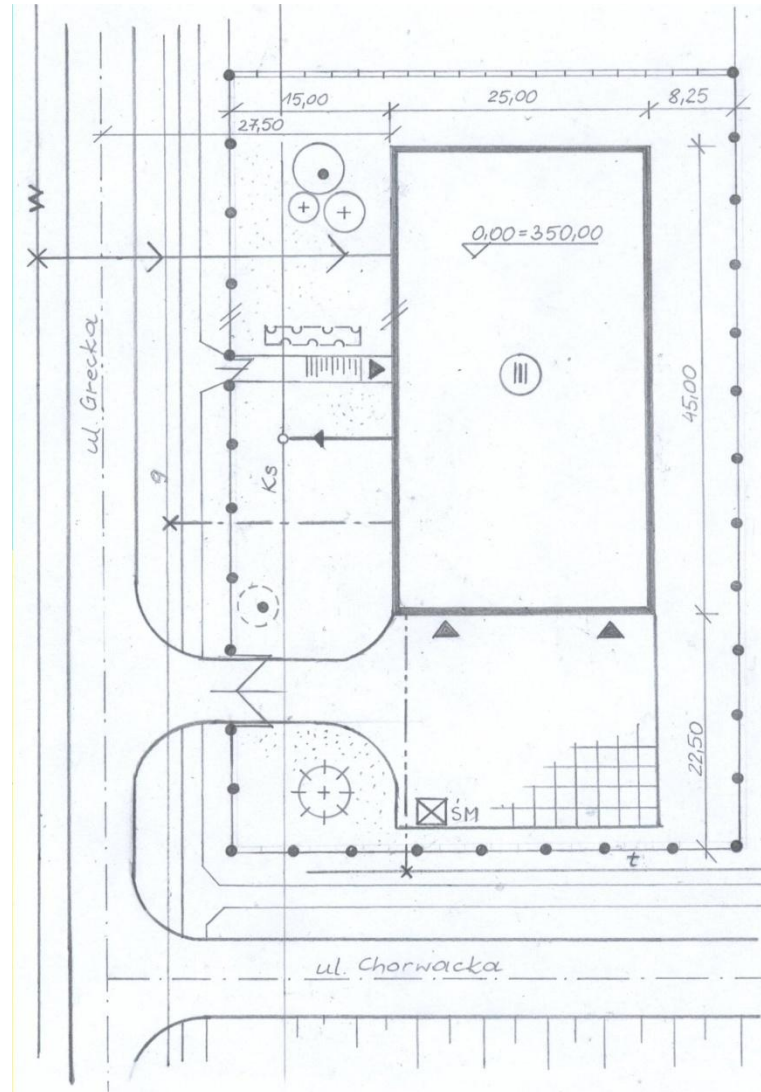 15,00
25,00
8,25
27,50
W
0,00=350,00
ul. Grecka
III
45,00
g
Ks
22,50
ŚM
t
ul. Chorwacka